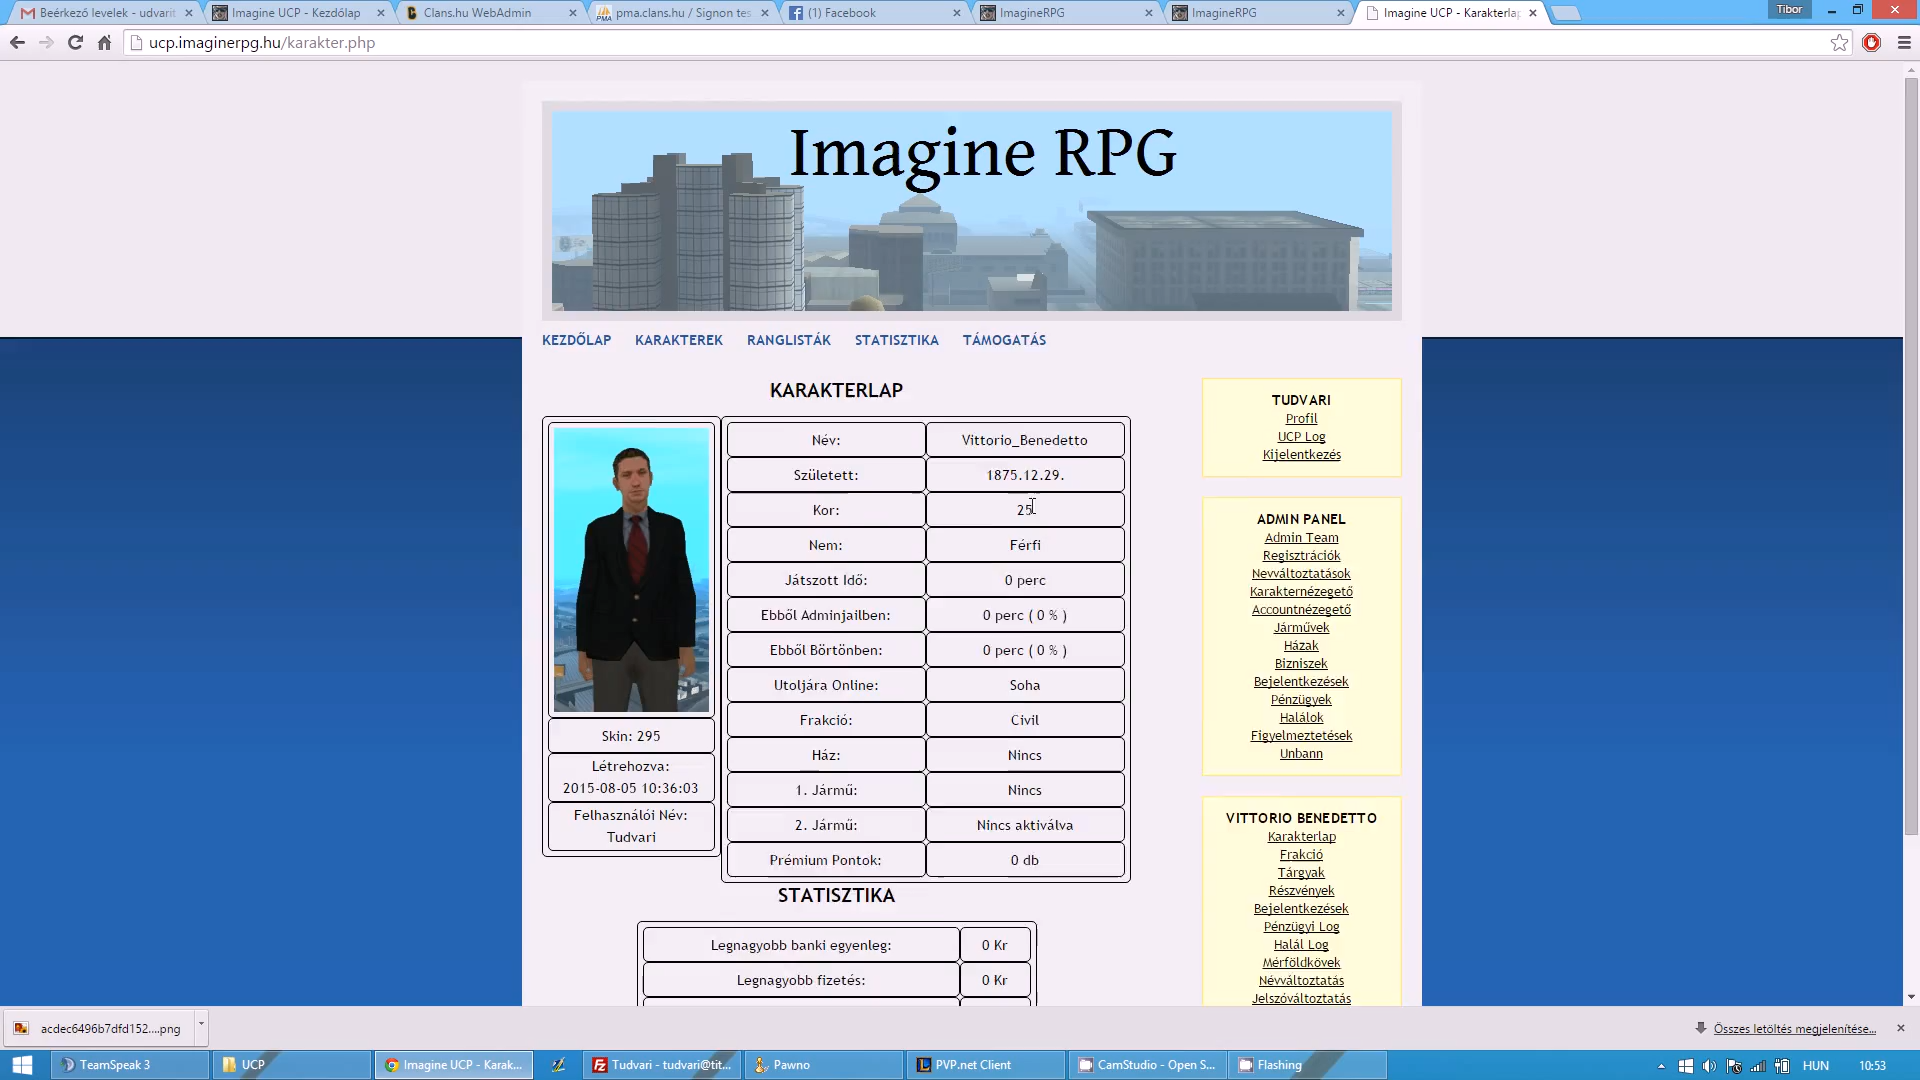 Beérkező levelek - udvarit
Imagine UCP - Kezdőlap
Clans.hu WebAdmin
pma.clans.hu / Signon tes
(1) Facebook
ImagineRPG
ImagineRPG
Imagine UCP - Karakterlap
Tibor
ucp.imaginerpg.hu/karakter.php
Imagine RPG
KEZDŐLAP KARAKTEREK RANGLISTÁK STATISZTIKA TÁMOGATÁS
KARAKTERLAP
Skin: 295
Létrehozva:
2015-08-05 10:36:03
Felhasználói Név:
Tudvari
Név: Vittorio_Benedetto
Született: 1875.12.29.
Kor: 25
Nem: Férfi
Játszott Idő: 0 perc
Ebből Adminjailben: 0 perc ( 0 % )
Ebből Börtönben: 0 perc ( 0 % )
Utoljára Online: Soha
Frakció: Civil
Ház: Nincs
1. Jármű: Nincs
2. Jármű: Nincs aktiválva
Prémium Pontok: 0 db
STATISZTIKA
Legnagyobb banki egyenleg: 0 Kr
Legnagyobb fizetés: 0 Kr
TUDVARI
Profil
UCP Log
Kijelentkezés
ADMIN PANEL
Admin Team
Regisztrációk
Nevváltoztatások
Karakternézegető
Accountnézegető
Járművek
Házak
Bizniszek
Bejelentkezések
Pénzügyek
Halálok
Figyelmeztetések
Unbann
VITTORIO BENEDETTO
Karakterlap
Frakció
Tárgyak
Részvények
Bejelentkezések
Pénzügyi Log
Halál Log
Mérföldkövek
Névváltoztatás
Jelszóváltoztatás
acdec6496b7dfd152....png
Összes letöltés megjelenítése...
TeamSpeak 3
UCP
Imagine UCP - Karak...
Tudvari - tudvari@tit...
Pawno
PVP.net Client
CamStudio - Open S...
Flashing
HUN
10:53